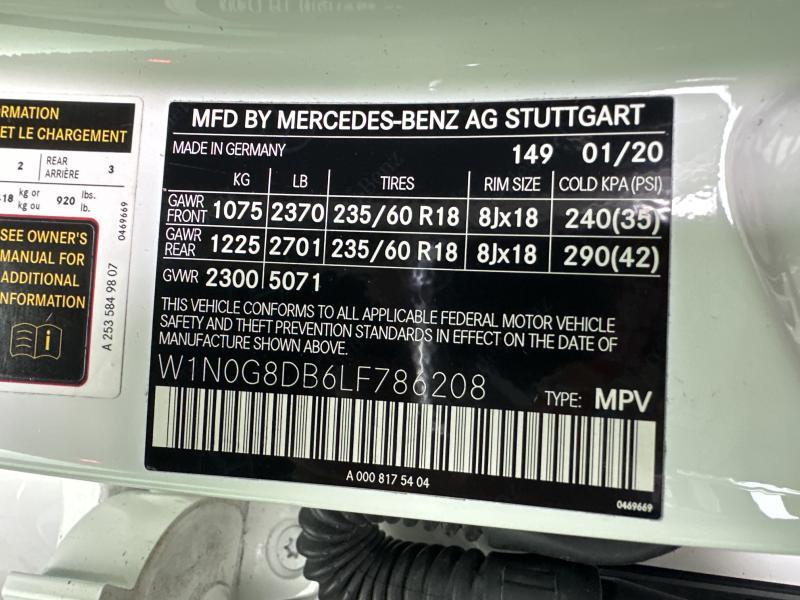 RMATION
ET LE CHARGEMENT
2 REAR ARRIÈRE 3
418 kg or kg ou 920 lbs. lb.
SEE OWNER'S
MANUAL FOR
ADDITIONAL
INFORMATION
0469669
A 253 584 98 07
MFD BY MERCEDES-BENZ AG STUTTGART
MADE IN GERMANY 149 01/20
KG LB TIRES RIM SIZE COLD KPA (PSI)
GAWR FRONT 1075 2370 235/60 R18 8Jx18 240(35)
GAWR REAR 1225 2701 235/60 R18 8Jx18 290(42)
GVWR 2300 5071
THIS VEHICLE CONFORMS TO ALL APPLICABLE FEDERAL MOTOR VEHICLE
SAFETY AND THEFT PREVENTION STANDARDS IN EFFECT ON THE DATE OF
MANUFACTURE SHOWN ABOVE.
W1N0G8DB6LF786208
TYPE: MPV
A 000 817 54 04
0469669